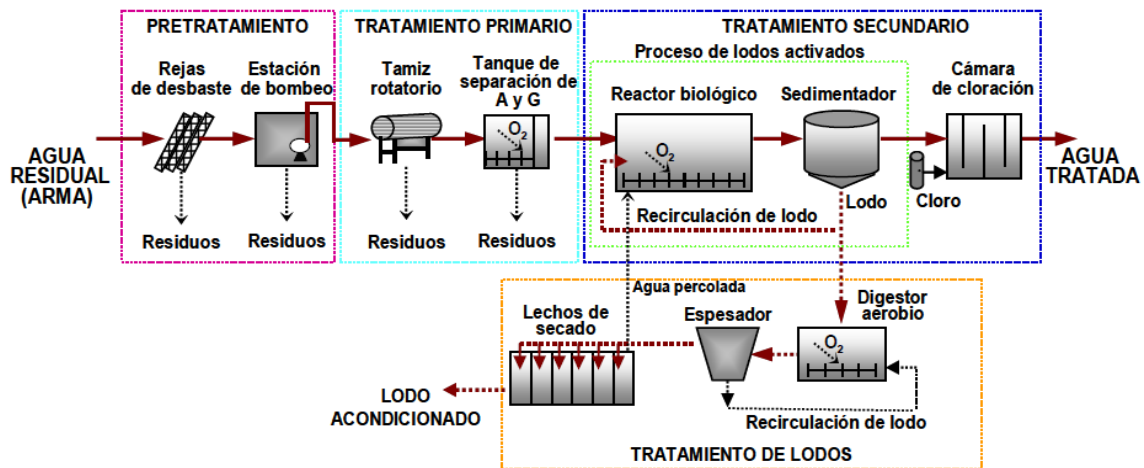 PRETRATAMIENTO
TRATAMIENTO PRIMARIO
TRATAMIENTO SECUNDARIO
Proceso de lodos activados
Rejas
de desbaste
Estación
de bombeo
Tamiz
rotatorio
Tanque de
separación de
A y G
Reactor biológico
Sedimentador
Cámara
de cloración
O2
O2
AGUA
RESIDUAL
(ARMA)
AGUA
TRATADA
Lodo
Cloro
Recirculación de lodo
Residuos
Residuos
Residuos
Residuos
Agua percolada
Lechos de
secado
Espesador
Digestor
aerobio
O2
LODO
ACONDICIONADO
Recirculación de lodo
TRATAMIENTO DE LODOS